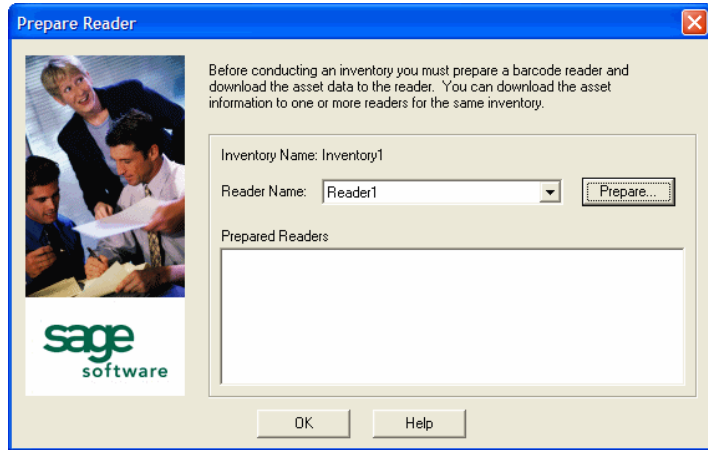 Prepare Reader
Before conducting an inventory you must prepare a barcode reader and
download the asset data to the reader. You can download the asset
information to one or more readers for the same inventory.
Inventory Name: Inventory1
Reader Name: Reader1 Prepare...
Prepared Readers
sage
software
OK Help